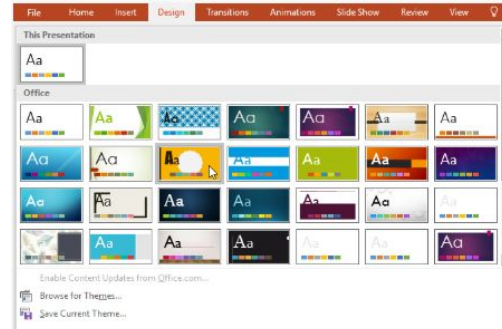 File Home Insert Design Transitions Animations Slide Show Review View
This Presentation
Aa
Office
Aa Aa Aa Aa Aa Aa Aa
Aa Aa Aa Aa Aa Aa Aa
Aa Aa Aa Aa Aa Aa Aa
Aa Aa Aa Aa Aa Aa
Enable Content Updates from Office.com...
Browse for Themes...
Save Current Theme...